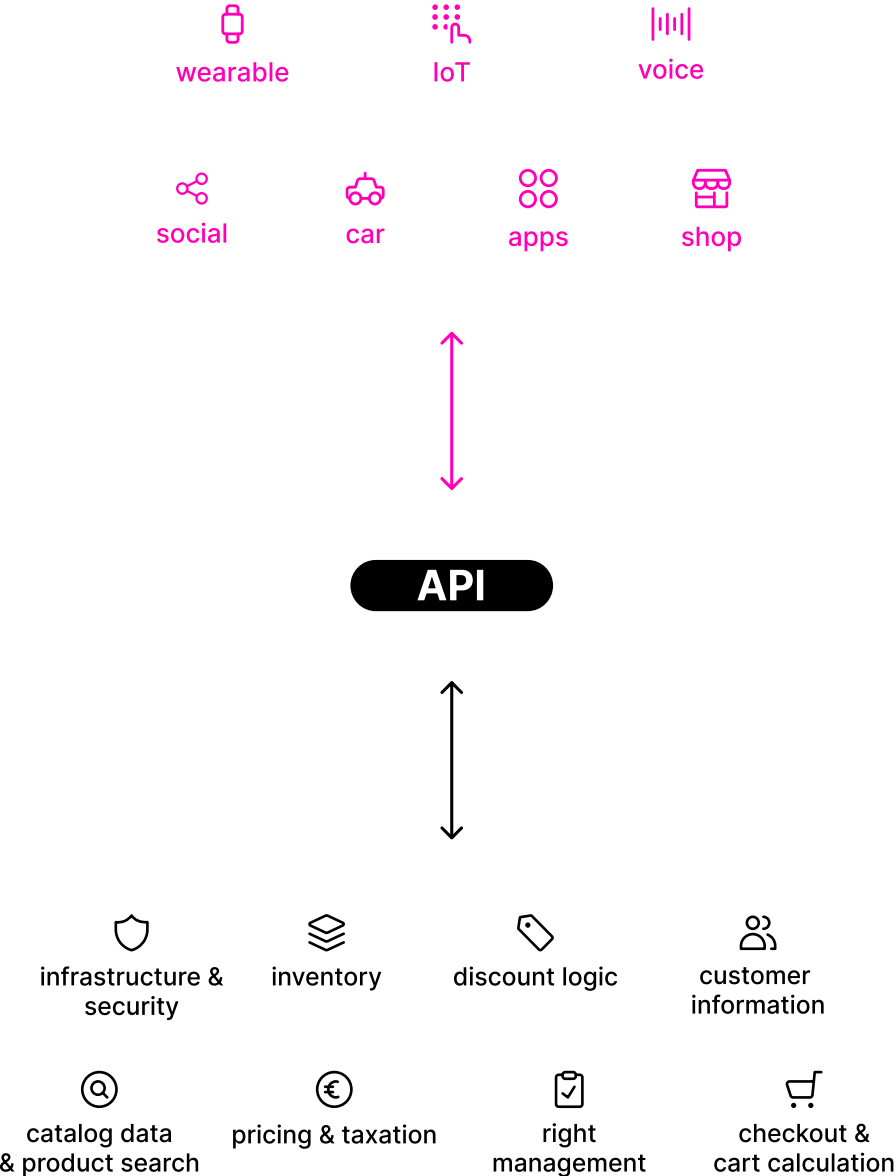 wearable
IoT
voice
social
car
apps
shop
API
infrastructure &
security
inventory
discount logic
customer
information
catalog data
& product search
pricing & taxation
right
management
checkout &
cart calculation